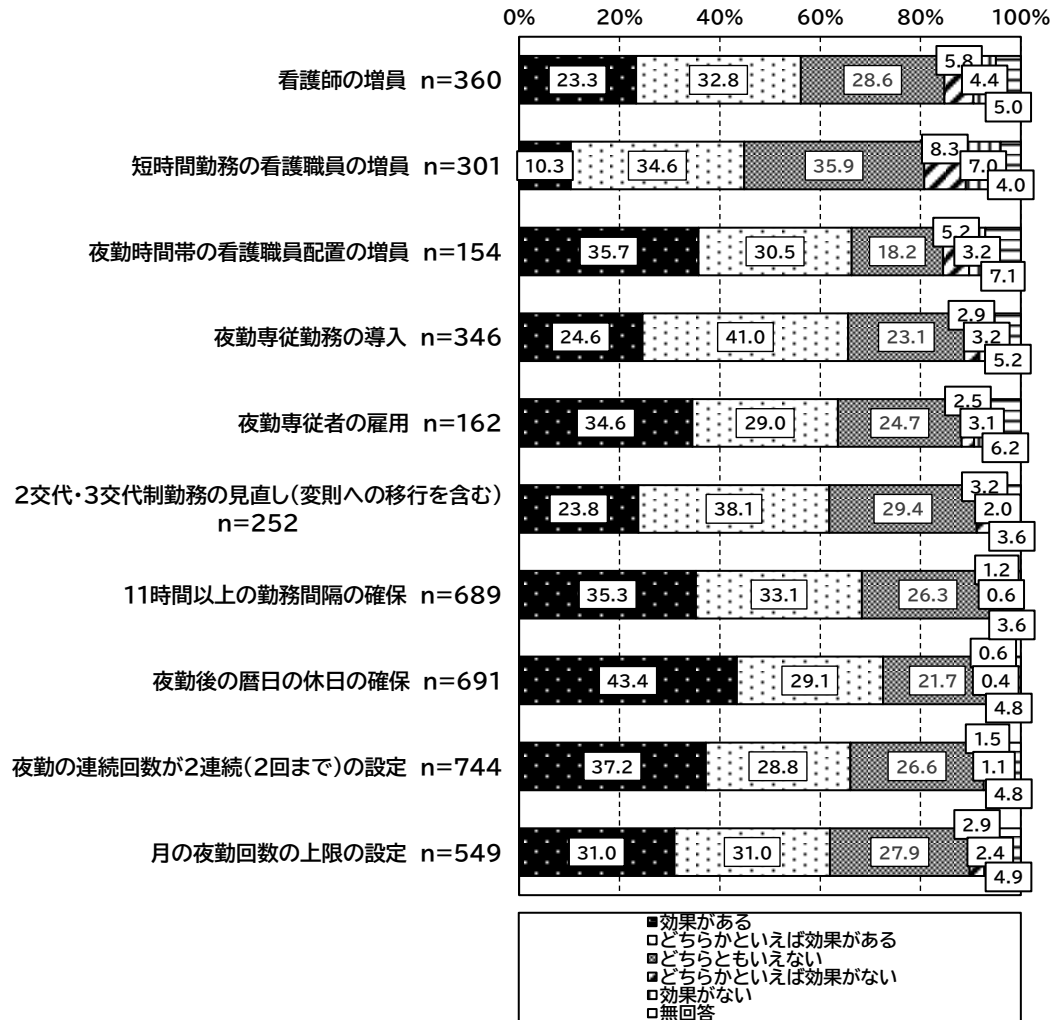 0% 20% 40% 60% 80% 100%
看護師の増員 n=360 23.3 32.8 28.6 5.8 4.4 5.0
短時間勤務の看護職員の増員 n=301 10.3 34.6 35.9 8.3 7.0 4.0
夜勤時間帯の看護職員配置の増員 n=154 35.7 30.5 18.2 5.2 3.2 7.1
夜勤専従勤務の導入 n=346 24.6 41.0 23.1 2.9 3.2 5.2
夜勤専従者の雇用 n=162 34.6 29.0 24.7 2.5 3.1 6.2
2交代・3交代制勤務の見直し（変則への移行を含む）
n=252 23.8 38.1 29.4 3.2 2.0 3.6
11時間以上の勤務間隔の確保 n=689 35.3 33.1 26.3 1.2 0.6 3.6
夜勤後の暦日の休日の確保 n=691 43.4 29.1 21.7 0.6 0.4 4.8
夜勤の連続回数が2連続（2回まで）の設定 n=744 37.2 28.8 26.6 1.5 1.1 4.8
月の夜勤回数の上限の設定 n=549 31.0 31.0 27.9 2.9 2.4 4.9
効果がある
どちらかといえば効果がある
どちらともいえない
どちらかといえば効果がない
効果がない
無回答